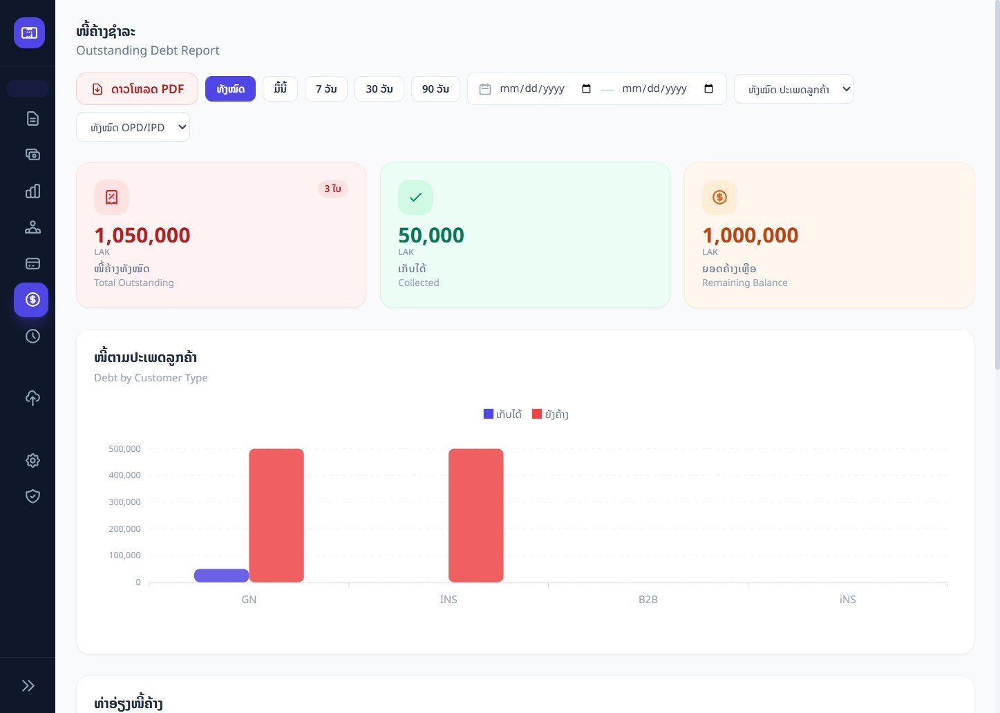 ໜີ້ຄ້າງຊຳລະ
Outstanding Debt Report
ດາວໂຫລດ PDF
ທັງໝົດ
ມື້ນີ້
7 ວັນ
30 ວັນ
90 ວັນ
mm/dd/yyyy — mm/dd/yyyy
ທັງໝົດ ປະເພດລູກຄ້າ
ທັງໝົດ OPD/IPD
3 ໃບ
1,050,000
LAK
ໜີ້ຄ້າງທັງໝົດ
Total Outstanding
50,000
LAK
ເກັບໄດ້
Collected
1,000,000
LAK
ຍອດຄ້າງເຫຼືອ
Remaining Balance
ໜີ້ຕາມປະເພດລູກຄ້າ
Debt by Customer Type
ເກັບໄດ້ ຍັງຄ້າງ
500,000
400,000
300,000
200,000
100,000
0
GN INS B2B iNS
ທ່າອ່ຽງໜີ້ຄ້າງ